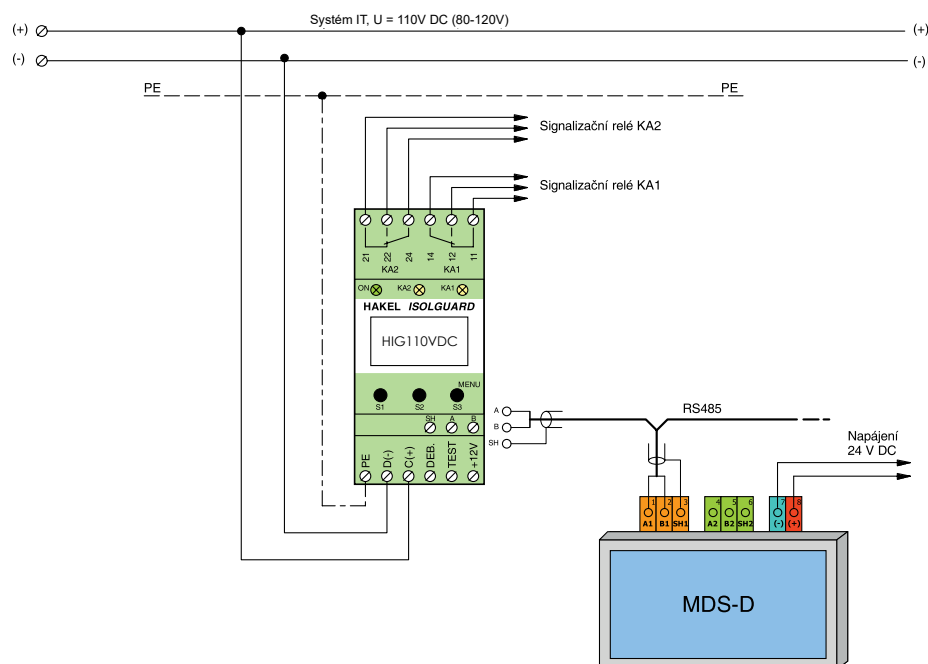 Systém IT, U = 110V DC (80-120V)
(+) (+)
(-) (-)
PE PE
Signalizační relé KA2
Signalizační relé KA1
21 22 24 14 12 11
KA2 KA1
ON KA2 KA1
HAKEL ISOLGUARD
HIG110VDC
MENU
S1 S2 S3
SH A B
PE D(-) C(+) DEB. TEST +12V
A
B
SH
RS485
Napájení
24 V DC
1 2 3 4 5 6 7 8
A1 B1 SH1 A2 B2 SH2 (-) (+)
MDS-D